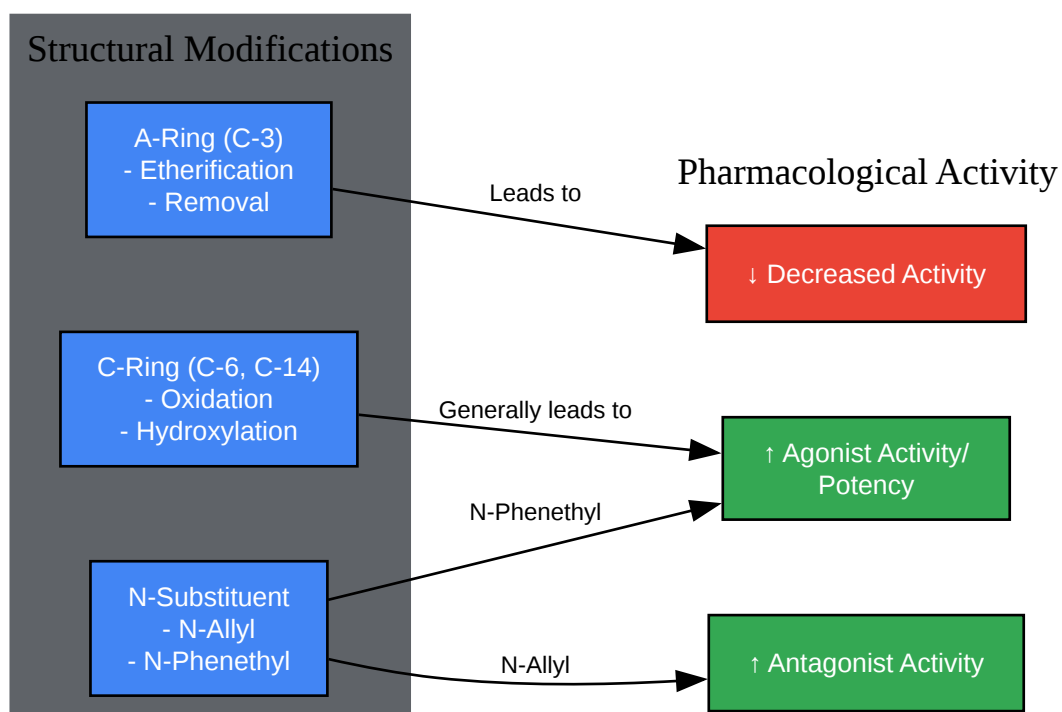 Structural Modifications
A-Ring (C-3)
- Etherification
- Removal
Leads to
Pharmacological Activity
↓ Decreased Activity
C-Ring (C-6, C-14)
- Oxidation
- Hydroxylation
Generally leads to
↑ Agonist Activity/
Potency
N-Phenethyl
N-Substituent
- N-Allyl
- N-Phenethyl
N-Allyl
↑ Antagonist Activity